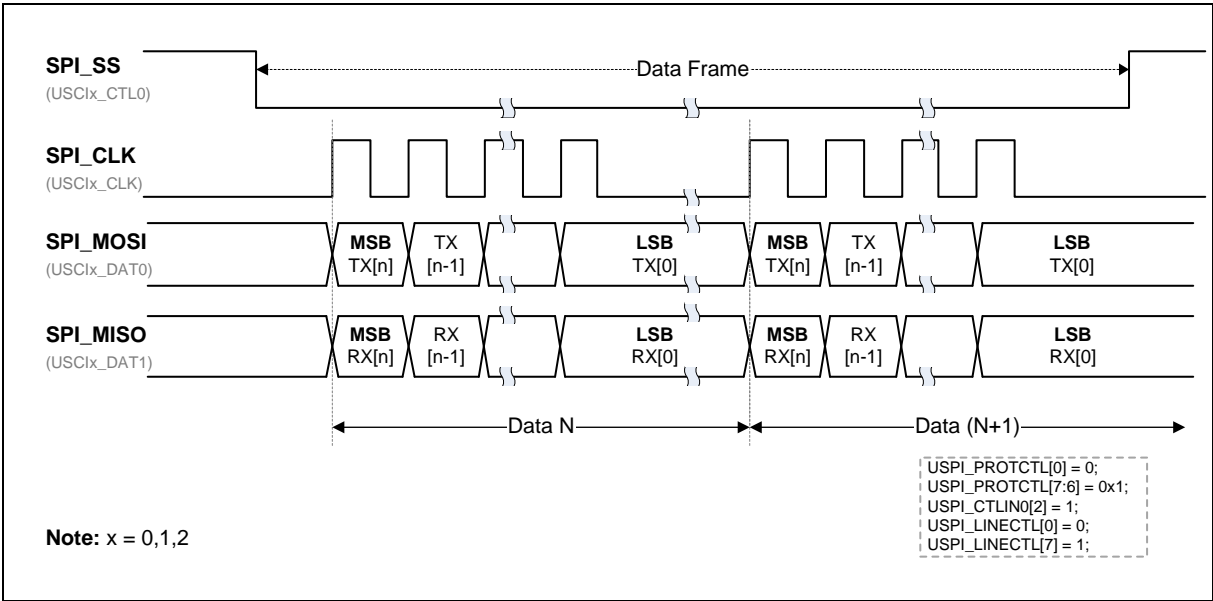 SPI_SS
(USCIx_CTL0)
Data Frame
SPI_CLK
(USCIx_CLK)
SPI_MOSI
(USCIx_DAT0)
MSB
TX[n]
TX
[n-1]
LSB
TX[0]
MSB
TX[n]
TX
[n-1]
LSB
TX[0]
SPI_MISO
(USCIx_DAT1)
MSB
RX[n]
RX
[n-1]
LSB
RX[0]
MSB
RX[n]
RX
[n-1]
LSB
RX[0]
Data N
Data (N+1)
USPI_PROTCTL[0] = 0;
USPI_PROTCTL[7:6] = 0x1;
USPI_CTLIN0[2] = 1;
USPI_LINECTL[0] = 0;
USPI_LINECTL[7] = 1;
Note: x = 0,1,2